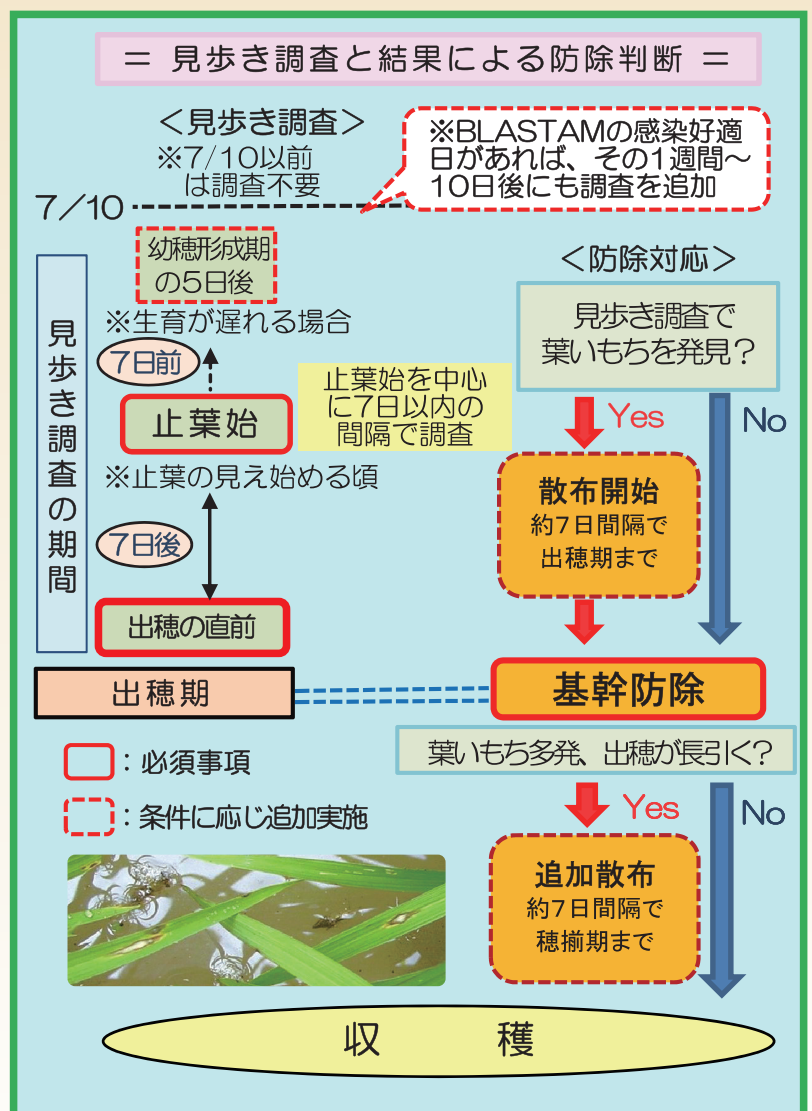 ＝ 見歩き調査と結果による防除判断 ＝
＜見歩き調査＞
※7/10以前
は調査不要
※BLASTAMの感染好適
日があれば、その1週間～
10日後にも調査を追加
7／10
幼穂形成期
の5日後
※生育が遅れる場合
7日前
止葉始
止葉始を中心
に7日以内の
間隔で調査
※止葉の見え始める頃
7日後
出穂の直前
見歩き調査の期間
出穂期
＜防除対応＞
見歩き調査で
葉いもちを発見？
Yes
No
散布開始
約7日間隔で
出穂期まで
基幹防除
葉いもち多発、出穂が長引く？
Yes
No
追加散布
約7日間隔で
穂揃期まで
：必須事項
：条件に応じ追加実施
収　穫